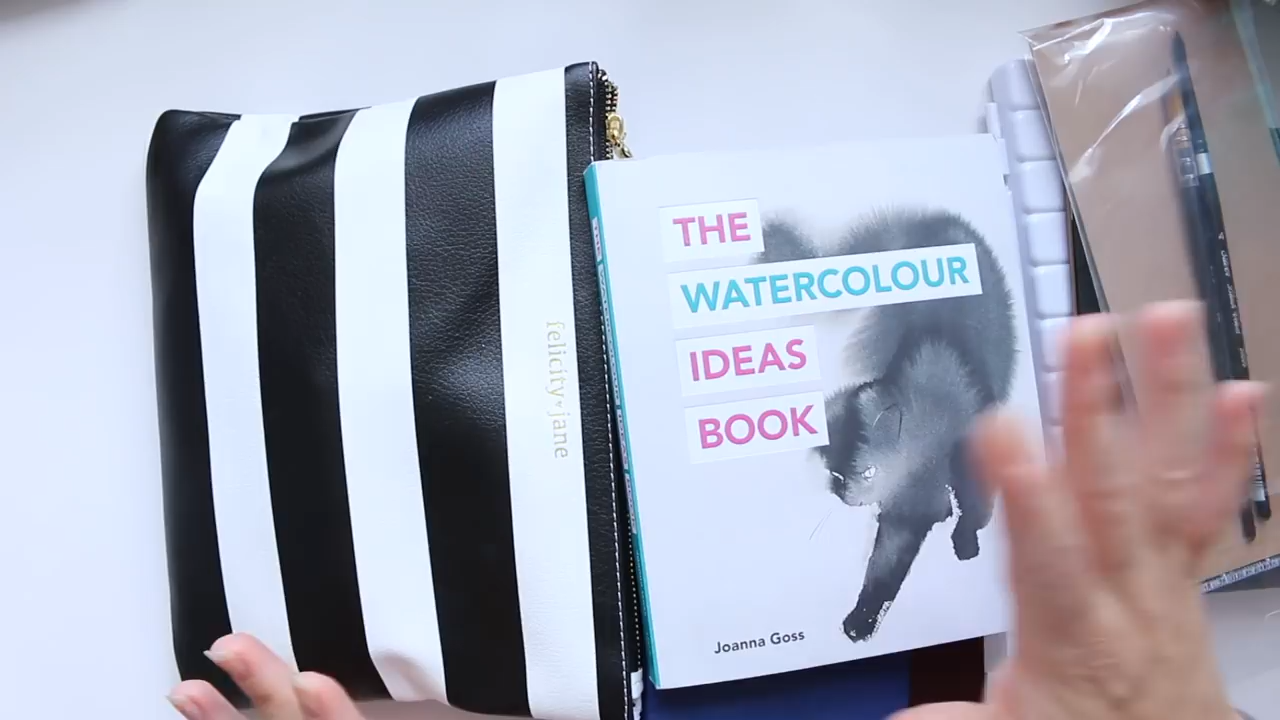 felicity jane
THE
WATERCOLOUR
IDEAS
BOOK
Joanna Goss